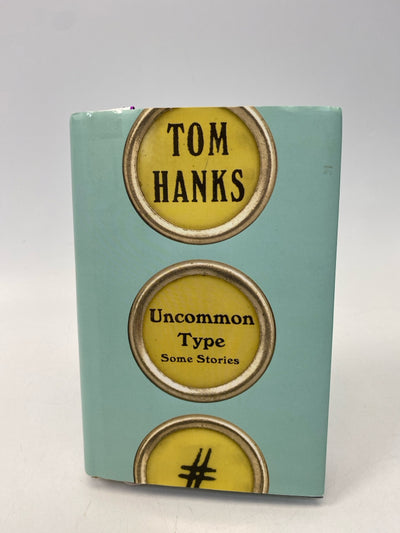 TOM
HANKS
Uncommon
Type
Some Stories
#